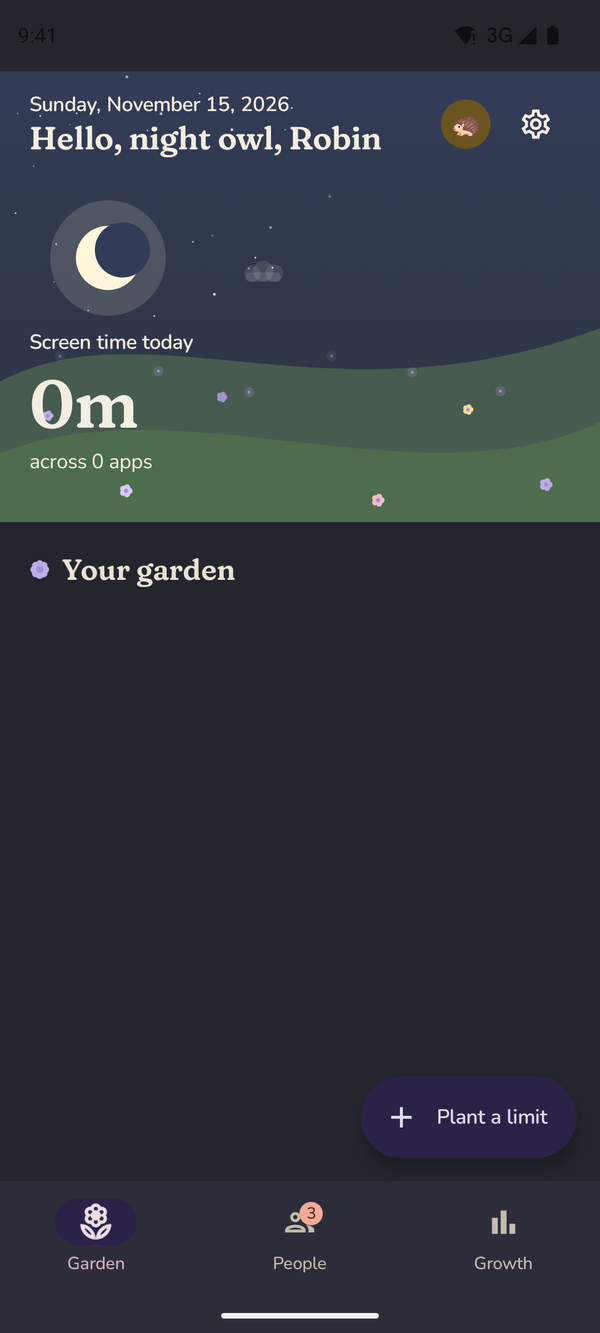 9:41
3G
Sunday, November 15, 2026
Hello, night owl, Robin
Screen time today
0m
across 0 apps
Your garden
Plant a limit
3
Garden
People
Growth